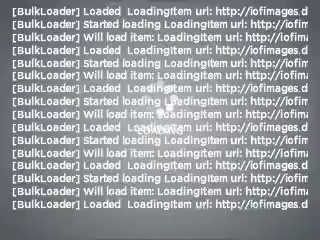 [BulkLoader] Loaded LoadingItem url: http://iofimages.d
[BulkLoader] Started loading LoadingItem url: http://iofim
[BulkLoader] Will load item: LoadingItem url: http://iofima
[BulkLoader] Loaded LoadingItem url: http://iofimages.d
[BulkLoader] Started loading LoadingItem url: http://iofim
[BulkLoader] Will load item: LoadingItem url: http://iofima
[BulkLoader] Loaded LoadingItem url: http://iofimages.d
[BulkLoader] Started loading LoadingItem url: http://iofim
[BulkLoader] Will load item: LoadingItem url: http://iofima
[BulkLoader] Loaded LoadingItem url: http://iofimages.d
LOADING
[BulkLoader] Started loading LoadingItem url: http://iofim
[BulkLoader] Will load item: LoadingItem url: http://iofima
[BulkLoader] Loaded LoadingItem url: http://iofimages.d
[BulkLoader] Started loading LoadingItem url: http://iofim
[BulkLoader] Will load item: LoadingItem url: http://iofima
[BulkLoader] Loaded LoadingItem url: http://iofimages.d